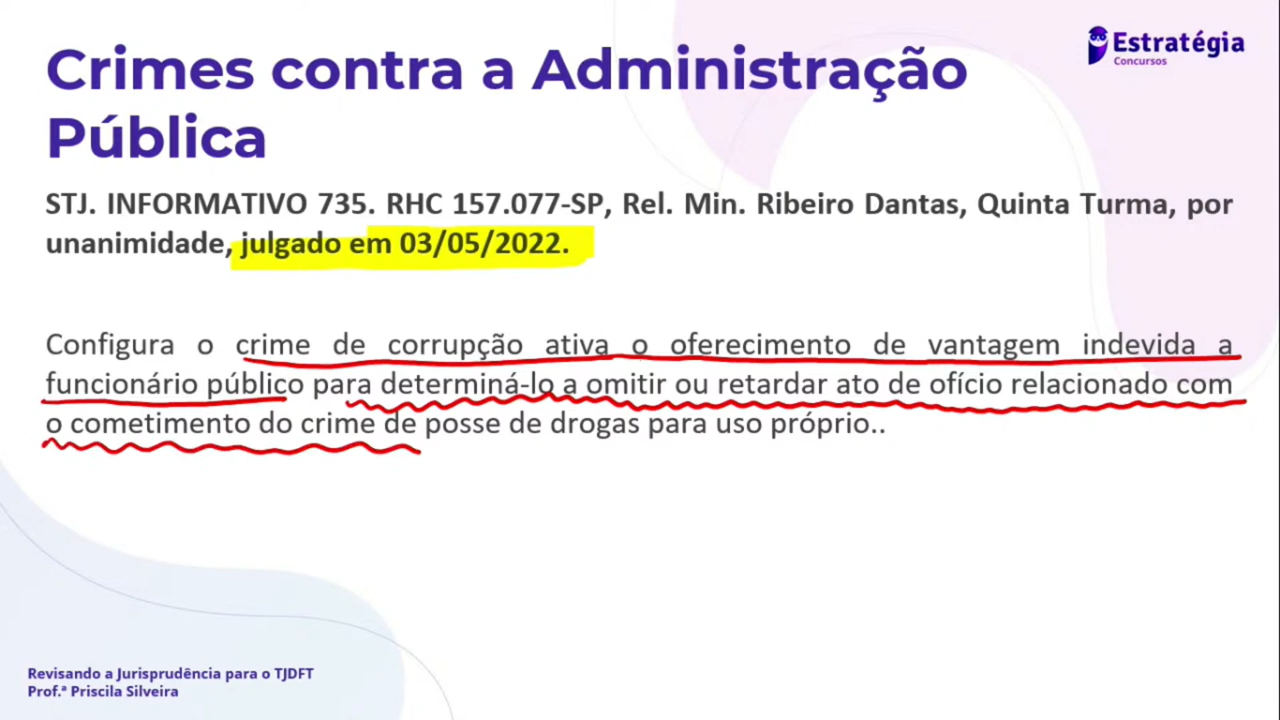 Estratégia
Concursos
Crimes contra a Administração
Pública
STJ. INFORMATIVO 735. RHC 157.077-SP, Rel. Min. Ribeiro Dantas, Quinta Turma, por
unanimidade, julgado em 03/05/2022.
Configura o crime de corrupção ativa o oferecimento de vantagem indevida a
funcionário público para determiná-lo a omitir ou retardar ato de ofício relacionado com
o cometimento do crime de posse de drogas para uso próprio..
Revisando a Jurisprudência para o TJDFT
Prof.ª Priscila Silveira